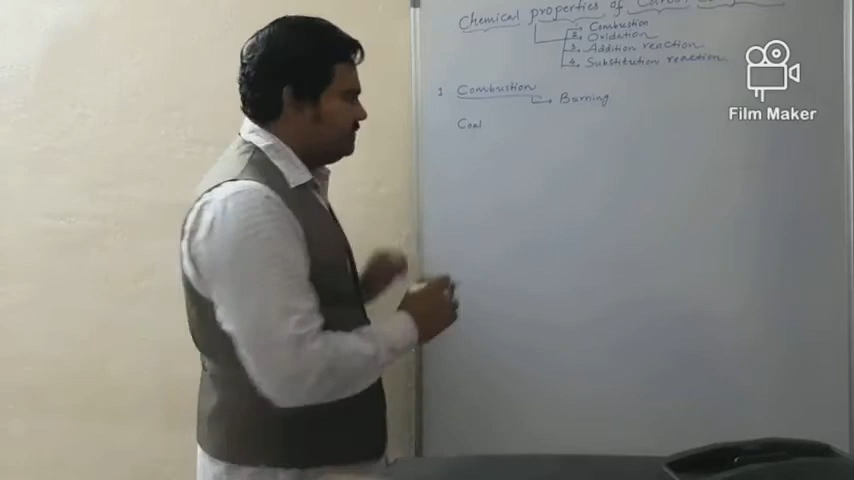 Chemical properties of Carbon
1. Combustion
2. Oxidation
3. Addition reaction
4. Substitution reaction
1 Combustion
Burning
Coal
Film Maker